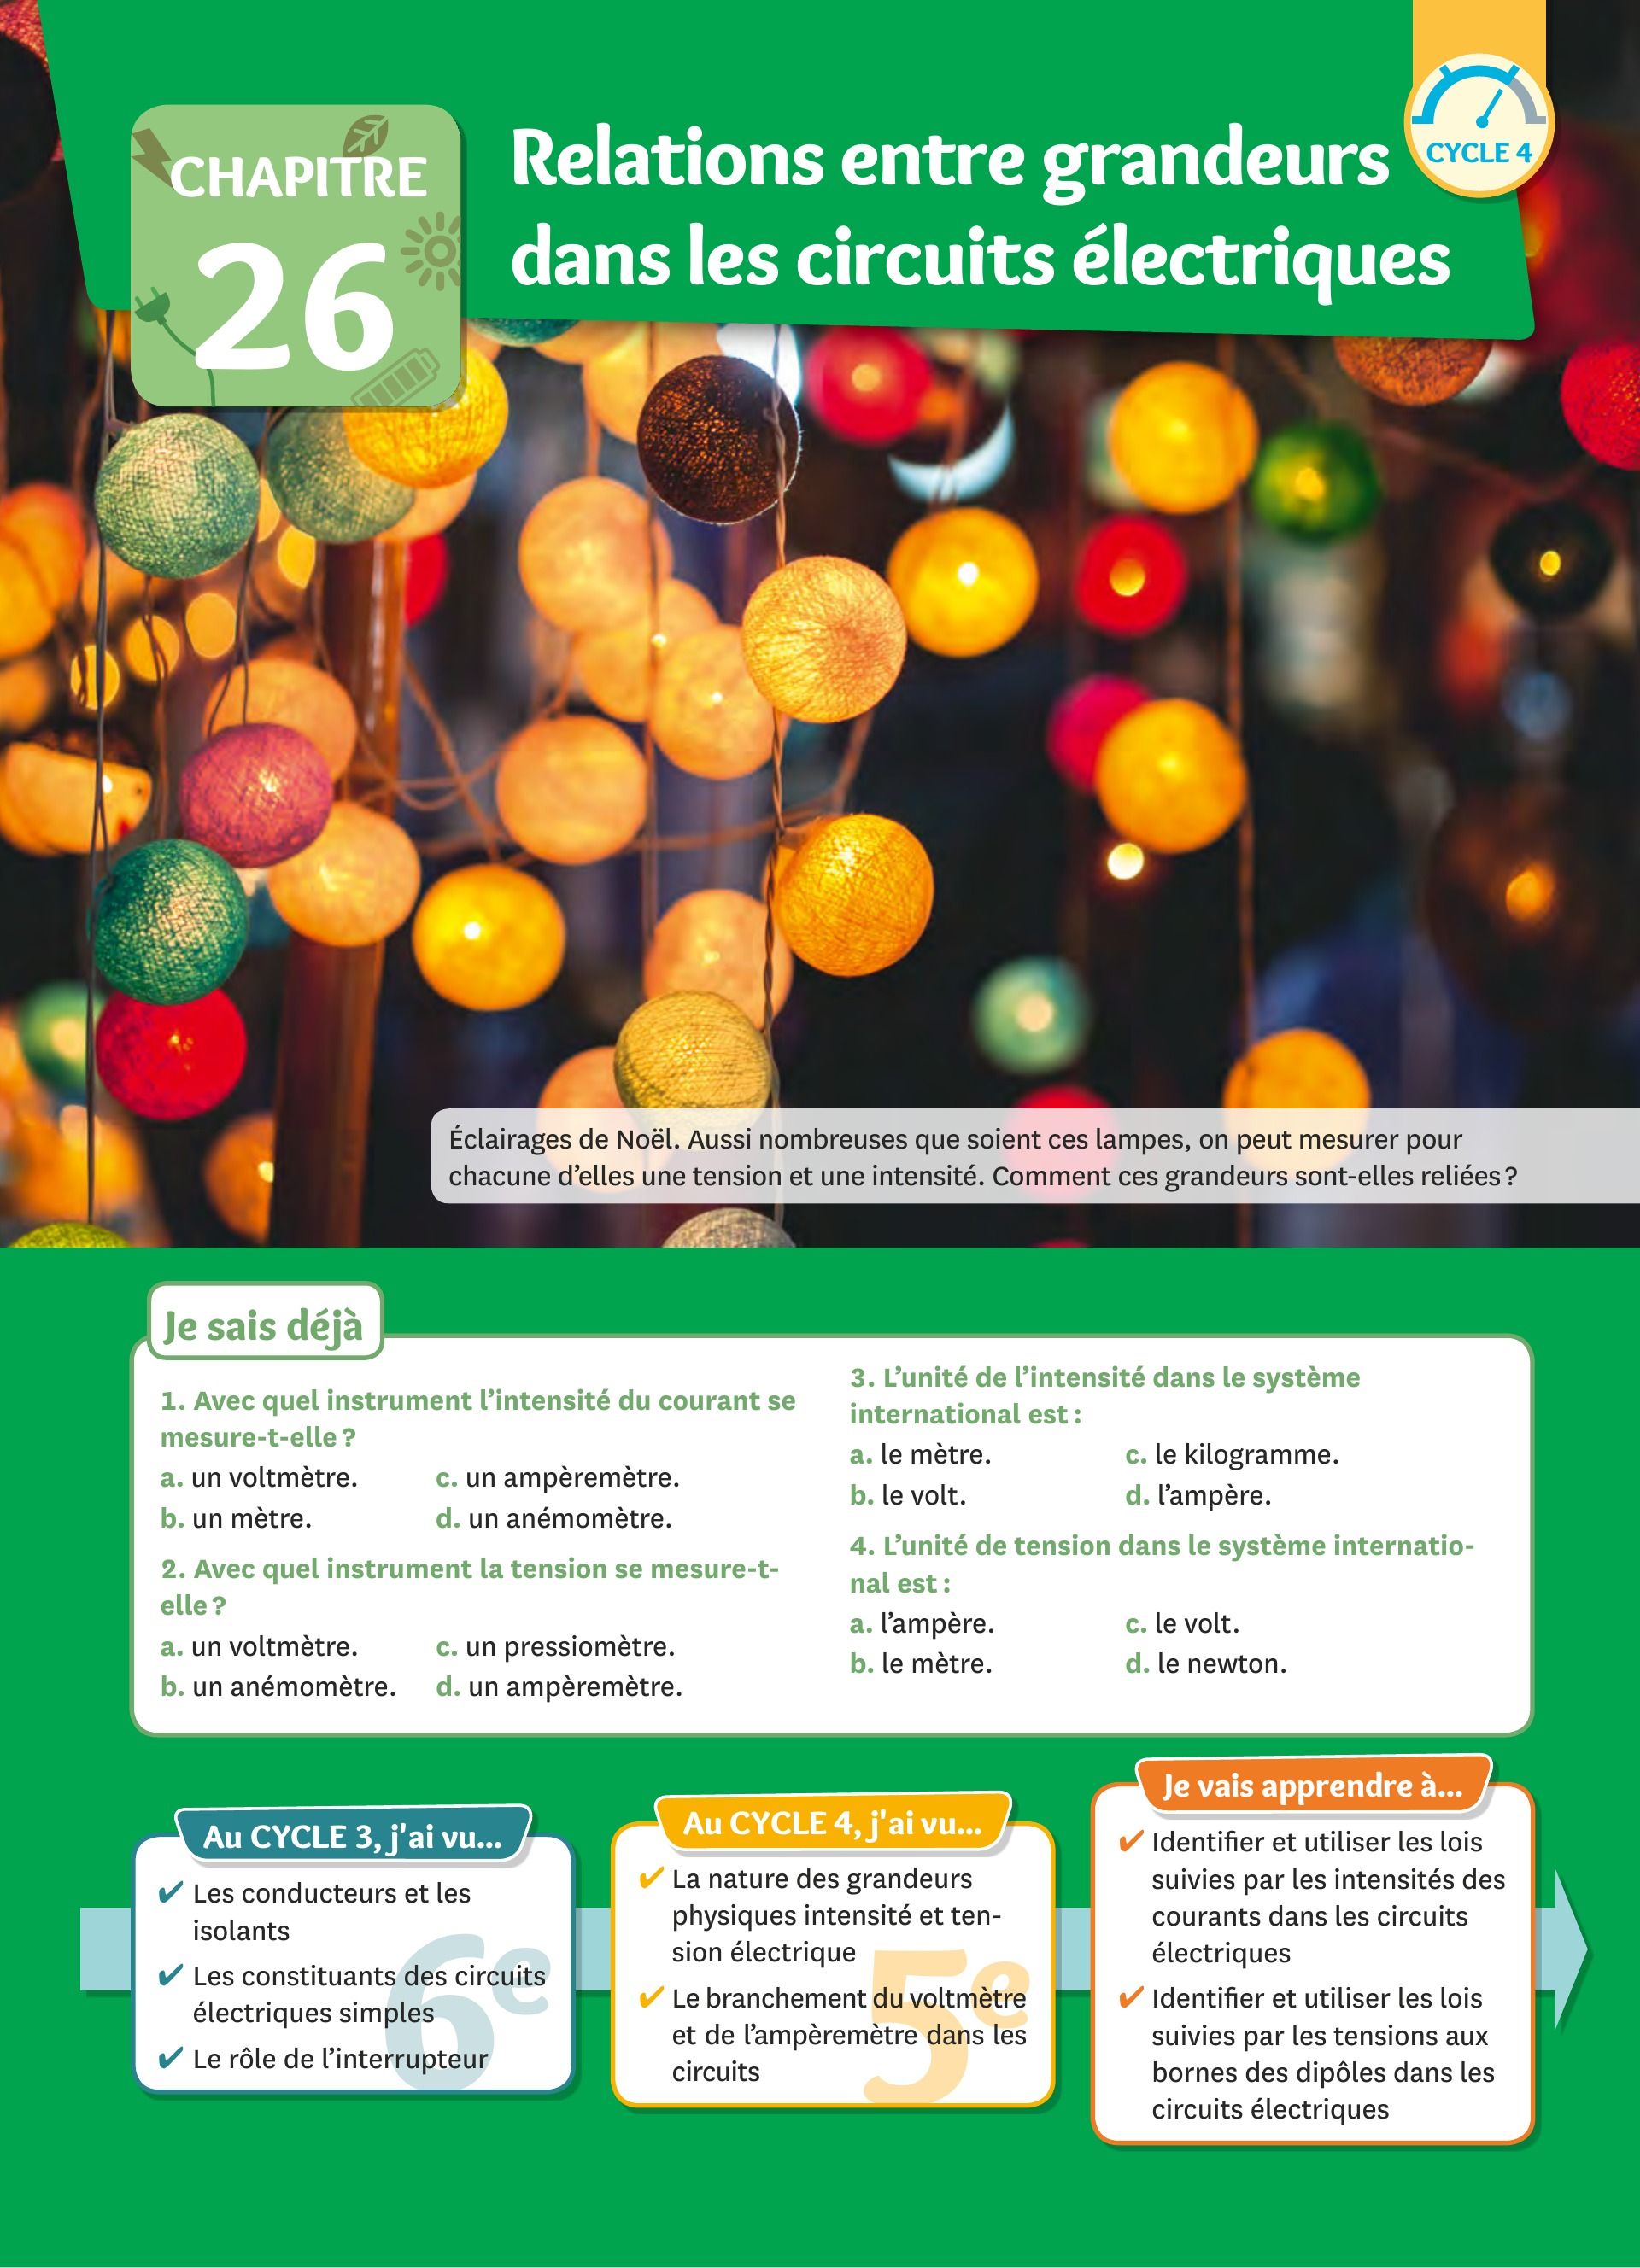 CHAPITRE
26
Relations entre grandeurs
dans les circuits électriques
CYCLE 4
Éclairages de Noël. Aussi nombreuses que soient ces lampes, on peut mesurer pour
chacune d’elles une tension et une intensité. Comment ces grandeurs sont-elles reliées ?
Je sais déjà
1. Avec quel instrument l’intensité du courant se
mesure-t-elle ?
a. un voltmètre.
c. un ampèremètre.
b. un mètre.
d. un anémomètre.
2. Avec quel instrument la tension se mesure-t-
elle ?
a. un voltmètre.
c. un pressiomètre.
b. un anémomètre.
d. un ampèremètre.
3. L’unité de l’intensité dans le système
international est :
a. le mètre.
c. le kilogramme.
b. le volt.
d. l’ampère.
4. L’unité de tension dans le système internatio-
nal est :
a. l’ampère.
c. le volt.
b. le mètre.
d. le newton.
Au CYCLE 3, j'ai vu...
✔ Les conducteurs et les
isolants
✔ Les constituants des circuits
électriques simples
✔ Le rôle de l’interrupteur
6e
Au CYCLE 4, j'ai vu...
✔ La nature des grandeurs
physiques intensité et ten-
sion électrique
✔ Le branchement du voltmètre
et de l’ampèremètre dans les
circuits
5e
Je vais apprendre à...
✔ Identifier et utiliser les lois
suivies par les intensités des
courants dans les circuits
électriques
✔ Identifier et utiliser les lois
suivies par les tensions aux
bornes des dipôles dans les
circuits électriques